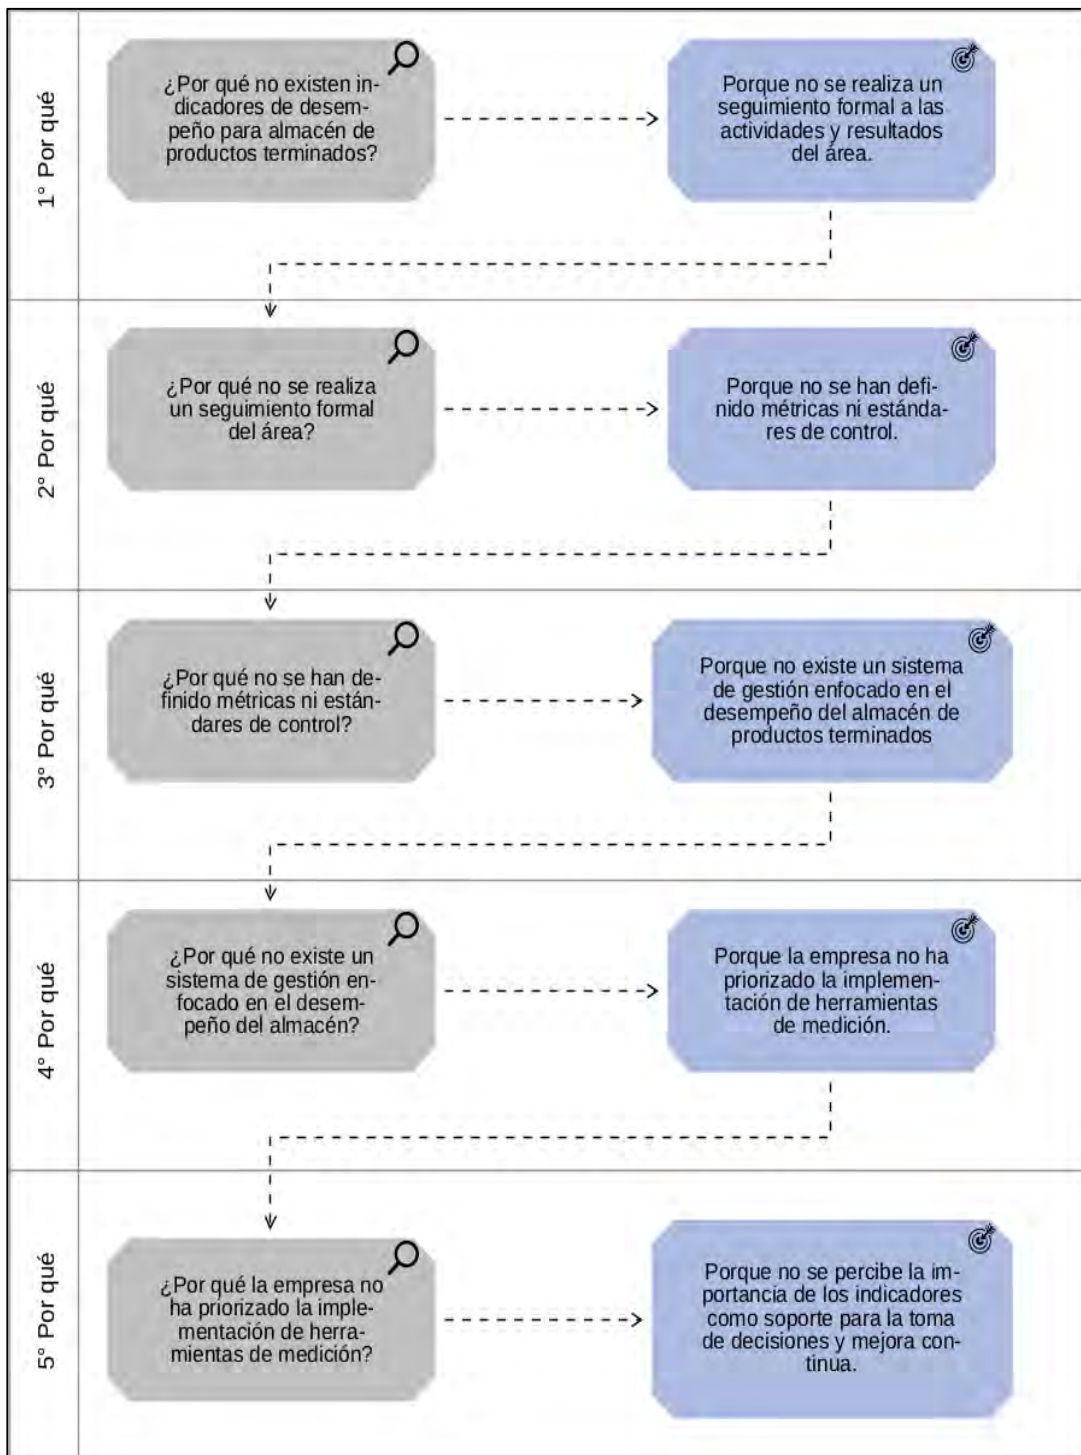 1° Por qué
¿Por qué no existen in-
dicadores de desem-
peño para almacén de
productos terminados?
Porque no se realiza un
seguimiento formal a las
actividades y resultados
del área.
2° Por qué
¿Por qué no se realiza
un seguimiento formal
del área?
Porque no se han defi-
nido métricas ni estánda-
res de control.
3° Por qué
¿Por qué no se han de-
finido métricas ni están-
dares de control?
Porque no existe un sistema
de gestión enfocado en el
desempeño del almacén de
productos terminados
4° Por qué
¿Por qué no existe un
sistema de gestión en-
focado en el desem-
peño del almacén?
Porque la empresa no ha
priorizado la implemen-
tación de herramientas
de medición.
5° Por qué
¿Por qué la empresa no
ha priorizado la imple-
mentación de herra-
mientas de medición?
Porque no se percibe la im-
portancia de los indicadores
como soporte para la toma
de decisiones y mejora con-
tinua.